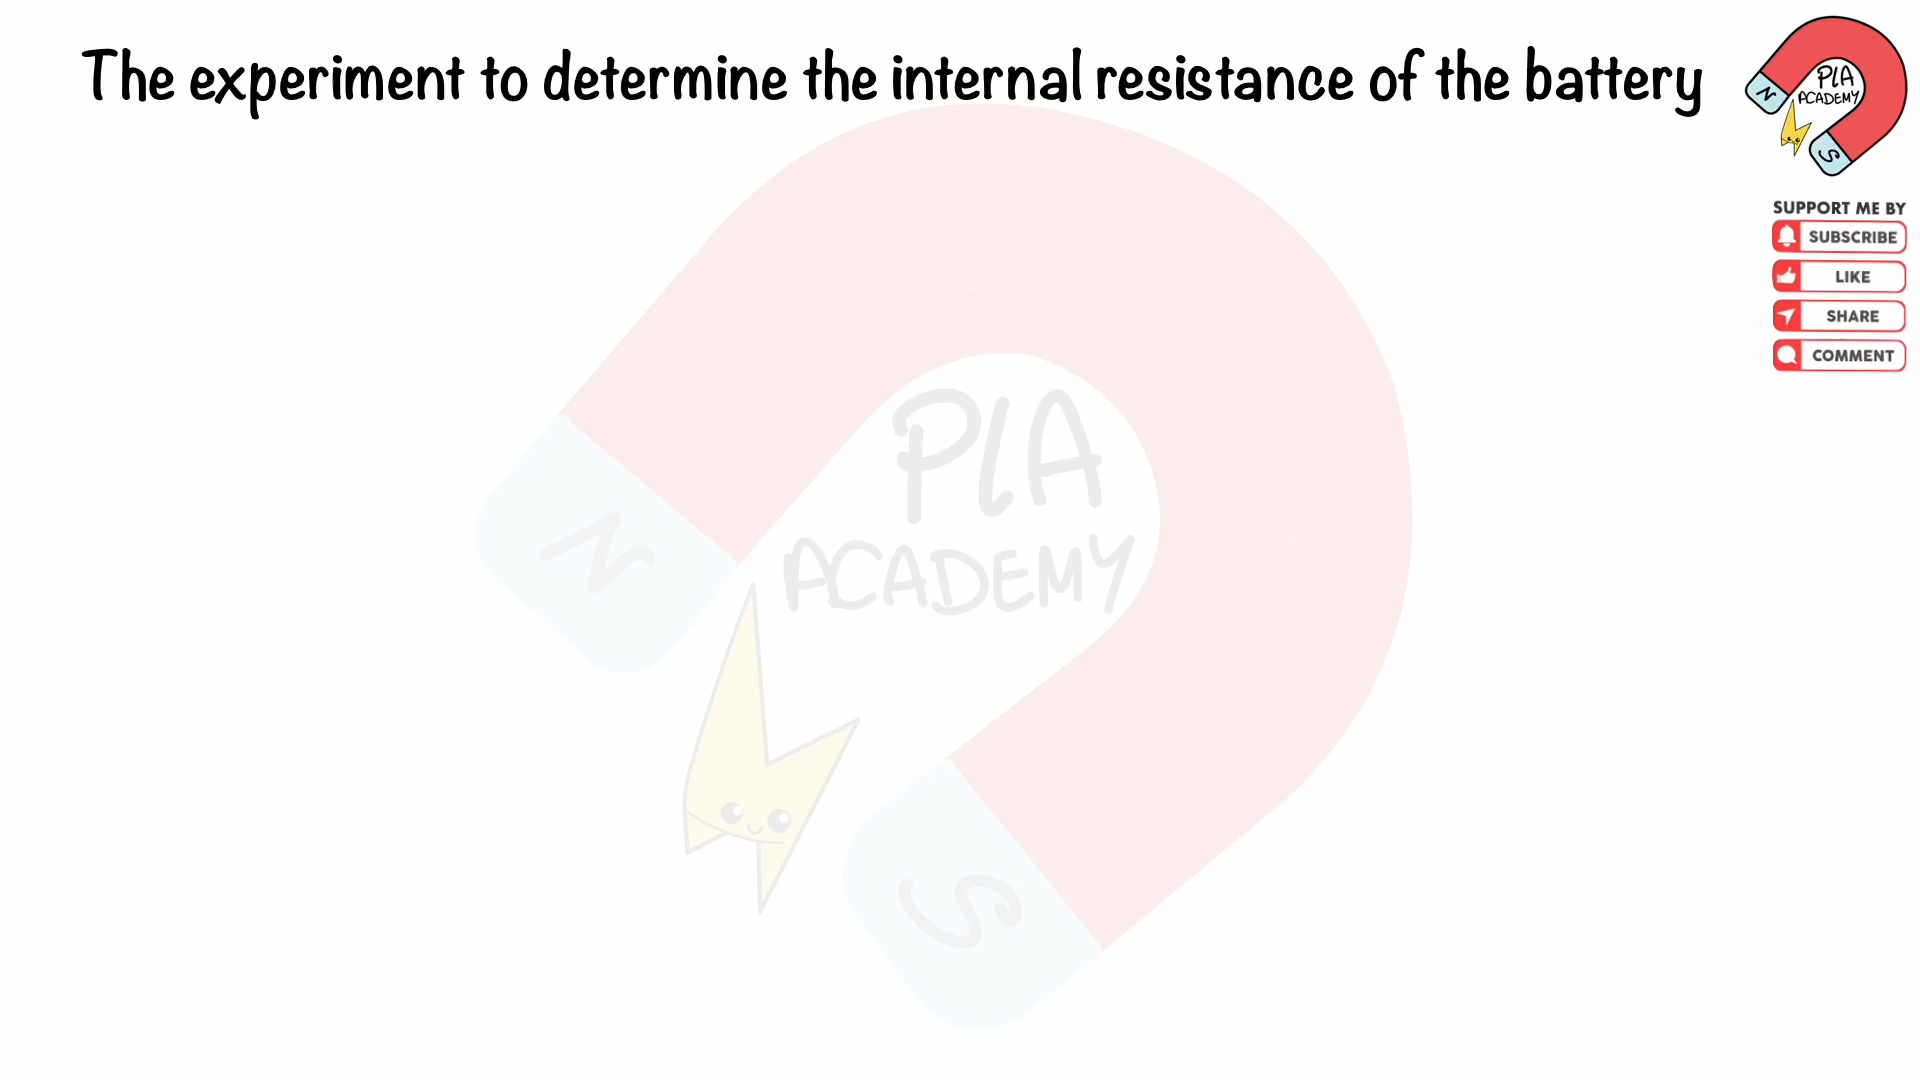 The experiment to determine the internal resistance of the battery
PLA
ACADEMY
N
S
SUPPORT ME BY
SUBSCRIBE
LIKE
SHARE
COMMENT
PLA
ACADEMY
N
S